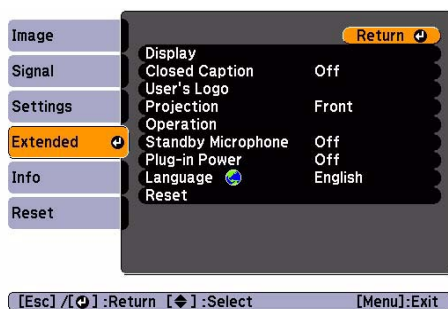 Image
Signal
Settings
Extended
Info
Reset
Return
Display
Closed Caption Off
User's Logo
Projection Front
Operation
Standby Microphone Off
Plug-in Power Off
Language English
Reset
[Esc] /[ ] :Return [ ] :Select [Menu]:Exit